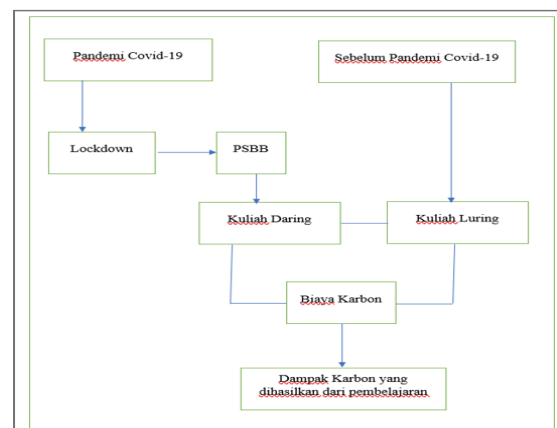 Pandemi Covid-19
Sebelum Pandemi Covid-19
Lockdown
PSBB
Kuliah Daring
Kuliah Luring
Biaya Karbon
Dampak Karbon yang
dihasilkan dari pembelajaran